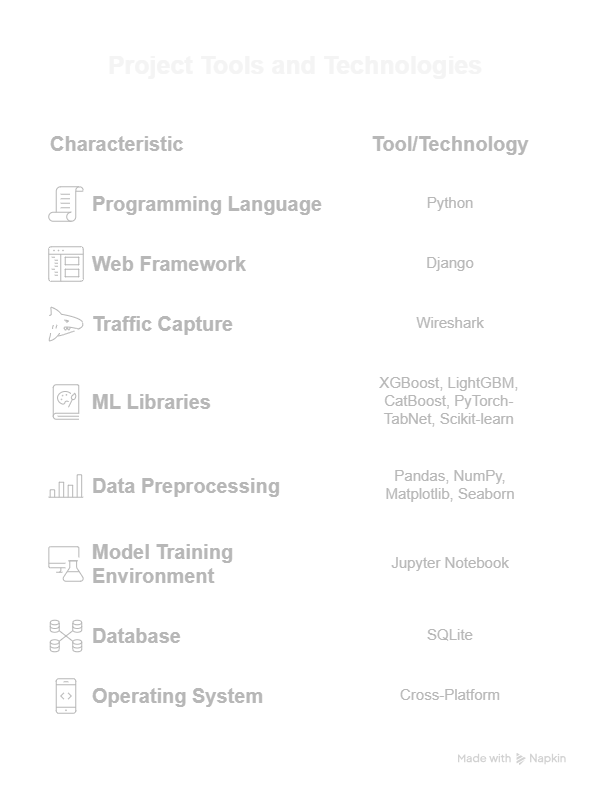 Project Tools and Technologies
Characteristic Tool/Technology
Programming Language Python
Web Framework Django
Traffic Capture Wireshark
ML Libraries
XGBoost, LightGBM,
CatBoost, PyTorch-
TabNet, Scikit-learn
Data Preprocessing
Pandas, NumPy,
Matplotlib, Seaborn
Model Training
Environment
Jupyter Notebook
Database SQLite
Operating System Cross-Platform
Made with Napkin